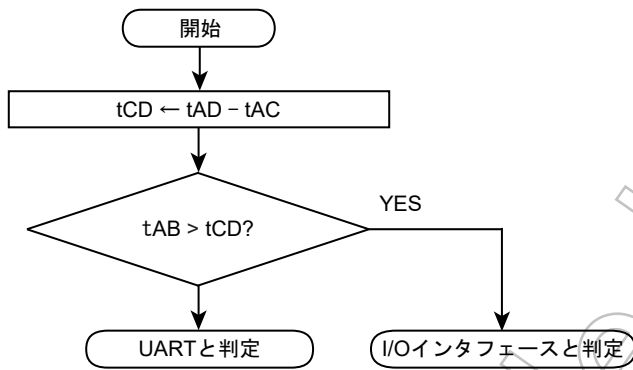 開始
tCD ← tAD − tAC
tAB > tCD?
YES
UARTと判定
I/Oインタフェースと判定